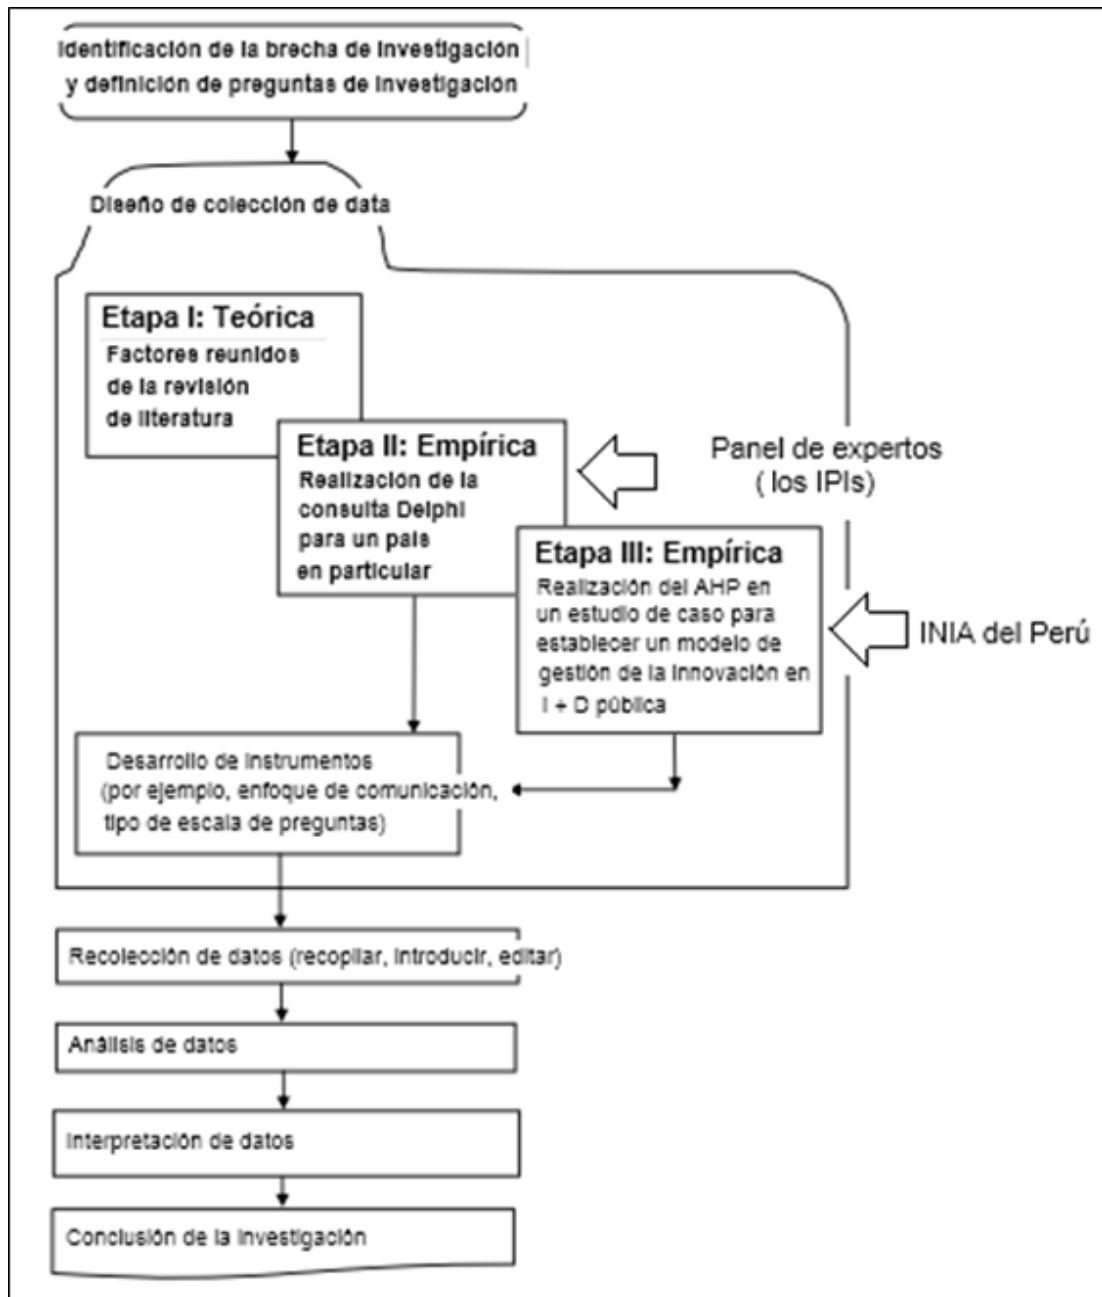 Identificación de la brecha de investigación
y definición de preguntas de investigación
Diseño de colección de data
Etapa I: Teórica
Factores reunidos
de la revisión
de literatura
Etapa II: Empírica
Realización de la
consulta Delphi
para un país
en particular
Panel de expertos
( los IPIs)
Etapa III: Empírica
Realización del AHP en
un estudio de caso para
establecer un modelo de
gestión de la innovación en
I + D pública
INIA del Perú
Desarrollo de instrumentos
(por ejemplo, enfoque de comunicación,
tipo de escala de preguntas)
Recolección de datos (recopilar, introducir, editar)
Análisis de datos
Interpretación de datos
Conclusión de la investigación